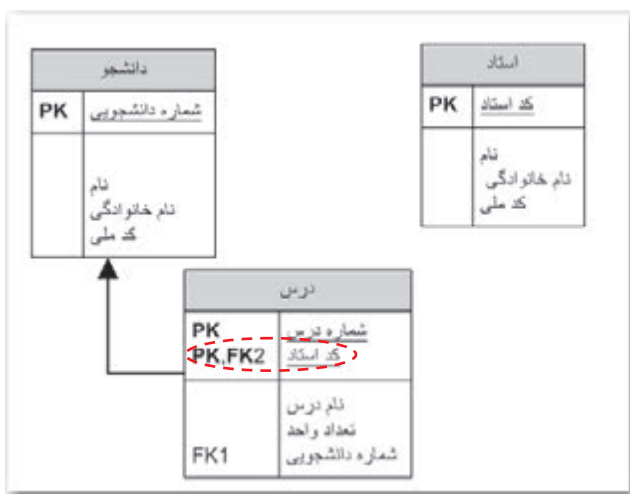 دانشجو
PK شماره دانشجویی
نام
نام خانوادگی
کد ملی
استاد
PK کد استاد
نام
نام خانوادگی
کد ملی
درس
PK شماره درس
PK,FK2 کد استاد
نام درس
تعداد واحد
FK1 شماره دانشجویی